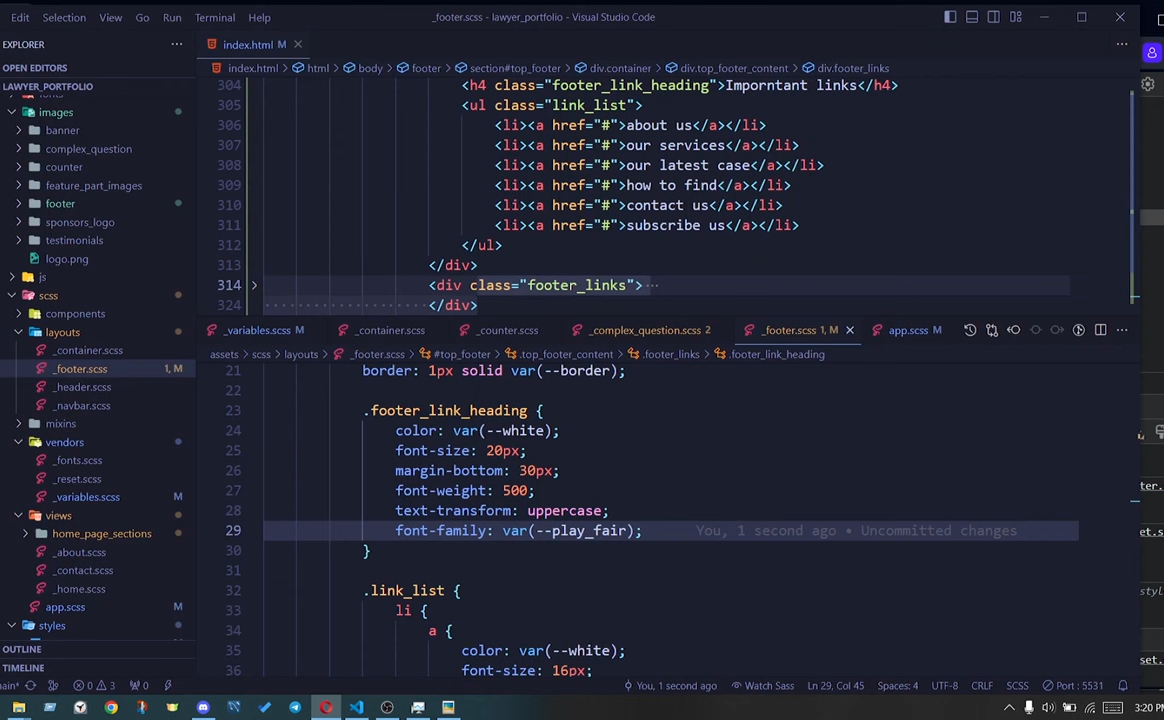 Edit Selection View Go Run Terminal Help
_footer.scss - lawyer_portfolio - Visual Studio Code
EXPLORER
OPEN EDITORS
LAWYER_PORTFOLIO
images
banner
complex_question
counter
feature_part_images
footer
sponsors_logo
testimonials
logo.png
js
scss
components
layouts
_container.scss
_footer.scss 1, M
_header.scss
_navbar.scss
mixins
vendors
_fonts.scss
_reset.scss
_variables.scss M
views
home_page_sections
_about.scss
_contact.scss
_home.scss
app.scss M
styles
OUTLINE
TIMELINE
index.html M
index.html > html > body > footer > section#top_footer > div.container > div.top_footer_content > div.footer_links
304 <h4 class="footer_link_heading">Imporntant links</h4>
305 <ul class="link_list">
306 <li><a href="#">about us</a></li>
307 <li><a href="#">our services</a></li>
308 <li><a href="#">our latest case</a></li>
309 <li><a href="#">how to find</a></li>
310 <li><a href="#">contact us</a></li>
311 <li><a href="#">subscribe us</a></li>
312 </ul>
313 </div>
314 <div class="footer_links"> ...
324 </div>
_variables.scss M _container.scss _counter.scss _complex_question.scss 2 _footer.scss 1, M app.scss M
assets > scss > layouts > _footer.scss > #top_footer > .top_footer_content > .footer_links > .footer_link_heading
21 border: 1px solid var(--border);
22
23 .footer_link_heading {
24 color: var(--white);
25 font-size: 20px;
26 margin-bottom: 30px;
27 font-weight: 500;
28 text-transform: uppercase;
29 font-family: var(--play_fair); You, 1 second ago • Uncommitted changes
30 }
31
32 .link_list {
33 li {
34 a {
35 color: var(--white);
36 font-size: 16px;
main* 0 3 0 You, 1 second ago Watch Sass Ln 29, Col 45 Spaces: 4 UTF-8 CRLF SCSS Port : 5531
3:20 PM